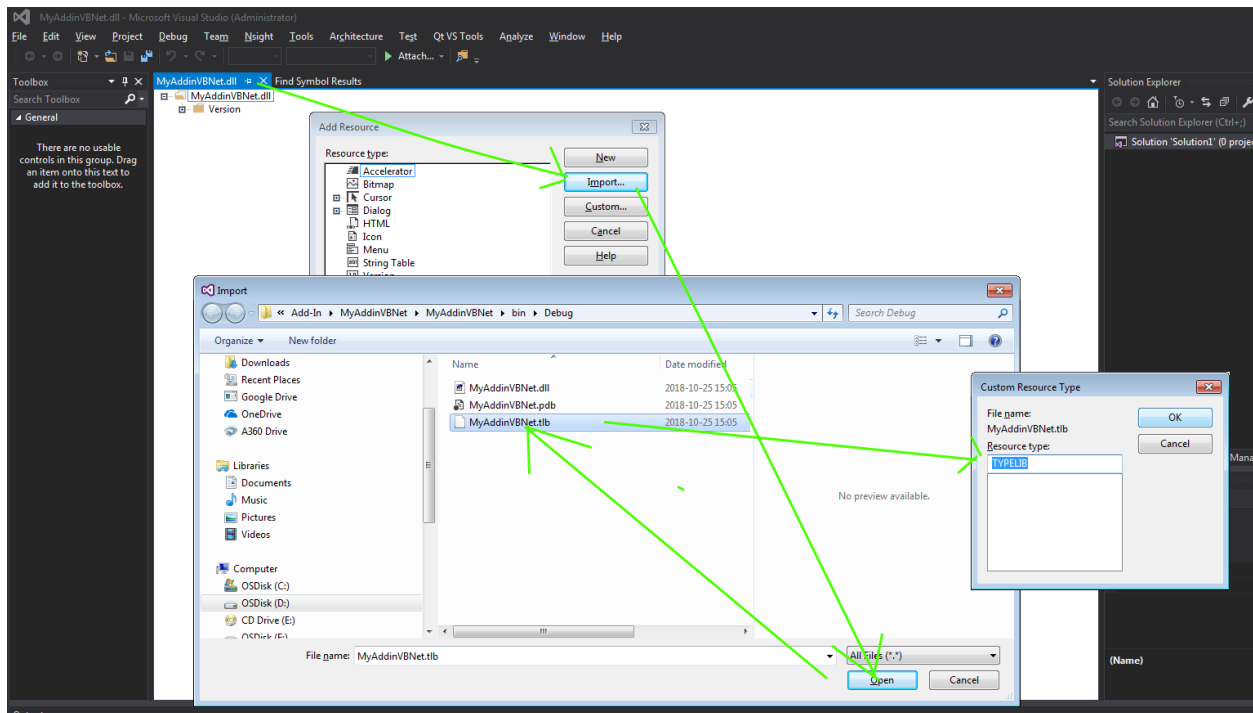 MyAddinVBNet.dll - Microsoft Visual Studio (Administrator)
File Edit View Project Debug Team Nsight Tools Architecture Test Qt VS Tools Analyze Window Help
Attach...
Toolbox
MyAddinVBNet.dll
Find Symbol Results
Solution Explorer
Search Toolbox
MyAddinVBNet.dll
Version
Search Solution Explorer (Ctrl+;)
General
Solution 'Solution1' (0 proje
There are no usable
controls in this group. Drag
an item onto this text to
add it to the toolbox.
Add Resource
Resource type:
Accelerator
Bitmap
Cursor
Dialog
HTML
Icon
Menu
String Table
Version
New
Import...
Custom...
Cancel
Help
Import
« Add-In MyAddinVBNet MyAddinVBNet bin Debug
Search Debug
Organize New folder
Downloads
Recent Places
Google Drive
OneDrive
A360 Drive
Libraries
Documents
Music
Pictures
Videos
Computer
OSDisk (C:)
OSDisk (D:)
CD Drive (E:)
OSDisk (F:)
Name Date modified
MyAddinVBNet.dll 2018-10-25 15:05
MyAddinVBNet.pdb 2018-10-25 15:05
MyAddinVBNet.tlb 2018-10-25 15:05
No preview available.
File name: MyAddinVBNet.tlb
All Files (*.*)
Open Cancel
Custom Resource Type
File name:
MyAddinVBNet.tlb
Resource type:
TYPELIB
OK
Cancel
Mana
(Name)